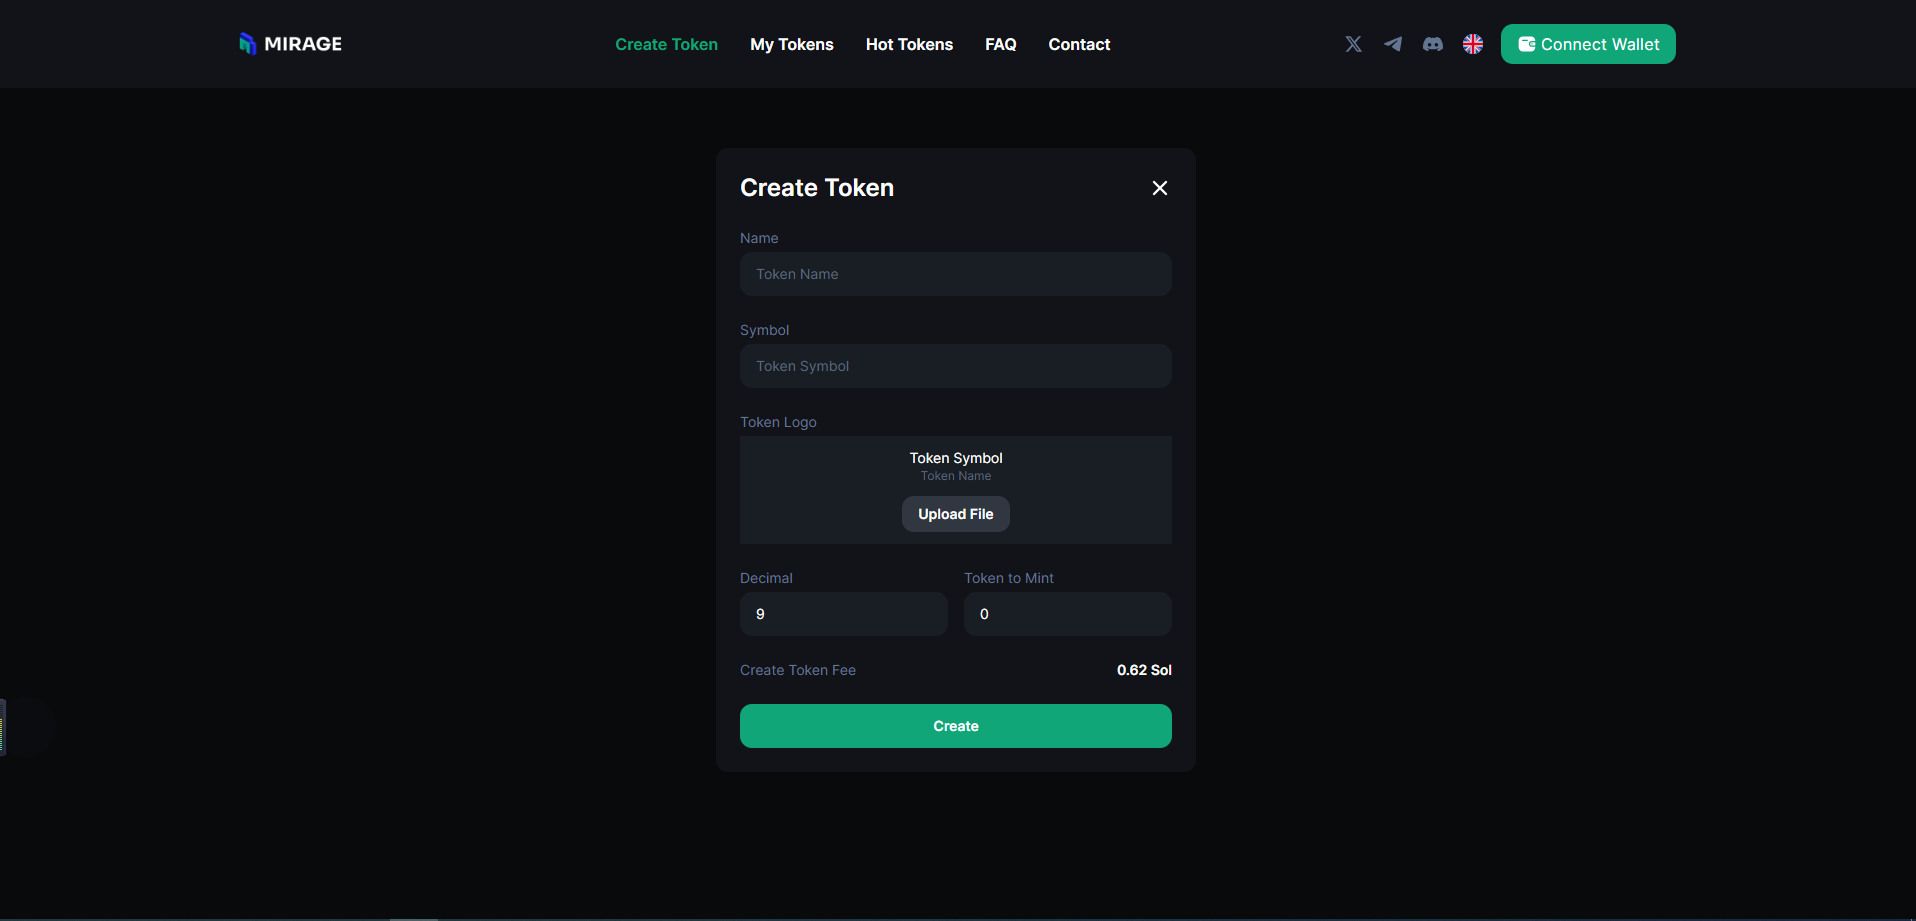 MIRAGE
Create Token My Tokens Hot Tokens FAQ Contact
Connect Wallet
Create Token
Name
Token Name
Symbol
Token Symbol
Token Logo
Token Symbol
Token Name
Upload File
Decimal Token to Mint
9 0
Create Token Fee 0.62 Sol
Create